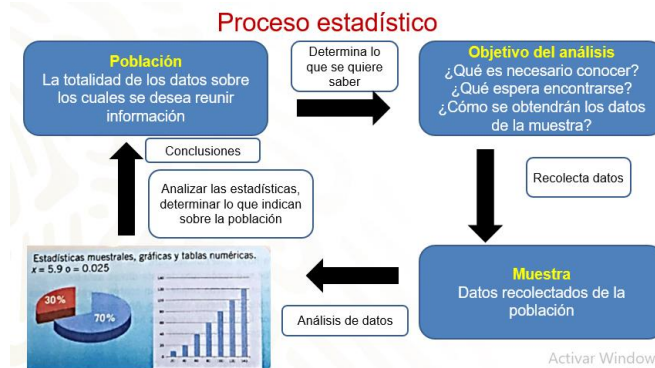 Proceso estadístico
Población
La totalidad de los datos sobre
los cuales se desea reunir
información
Determina lo
que se quiere
saber
Objetivo del análisis
¿Qué es necesario conocer?
¿Qué espera encontrarse?
¿Cómo se obtendrán los datos
de la muestra?
Recolecta datos
Muestra
Datos recolectados de la
población
Análisis de datos
Estadísticas muestrales, gráficas y tablas numéricas.
x = 5.9 o = 0.025
30%
70%
Analizar las estadísticas,
determinar lo que indican
sobre la población
Conclusiones
Activar Window